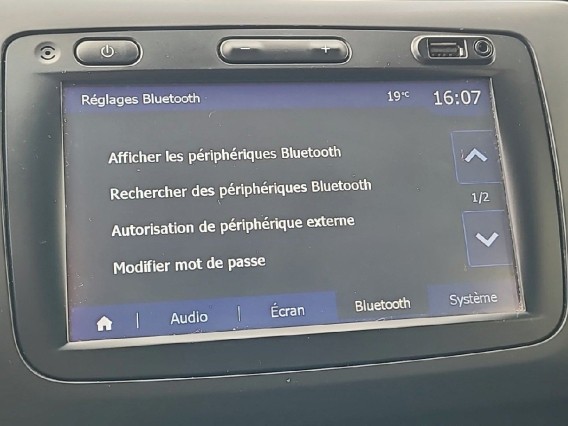 Réglages Bluetooth 19°C 16:07
Afficher les périphériques Bluetooth
Rechercher des périphériques Bluetooth
Autorisation de périphérique externe
1/2
Modifier mot de passe
Audio Écran Bluetooth Système